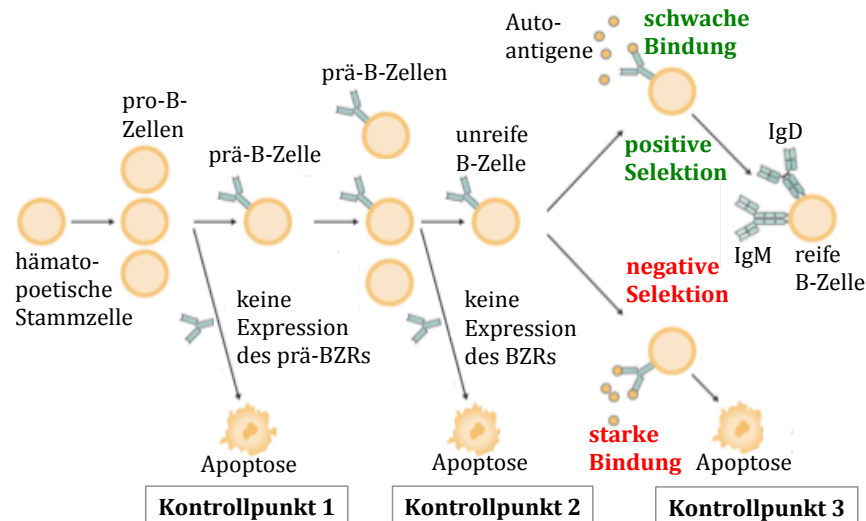 Auto-
antigene
schwache
Bindung
prä-B-Zellen
pro-B-
Zellen
prä-B-Zelle
unreife
B-Zelle
positive
Selektion
IgD
IgM
reife
B-Zelle
hämato-
poetische
Stammzelle
keine
Expression
des prä-BZRs
keine
Expression
des BZRs
negative
Selektion
starke
Bindung
Apoptose
Apoptose
Apoptose
Kontrollpunkt 1
Kontrollpunkt 2
Kontrollpunkt 3